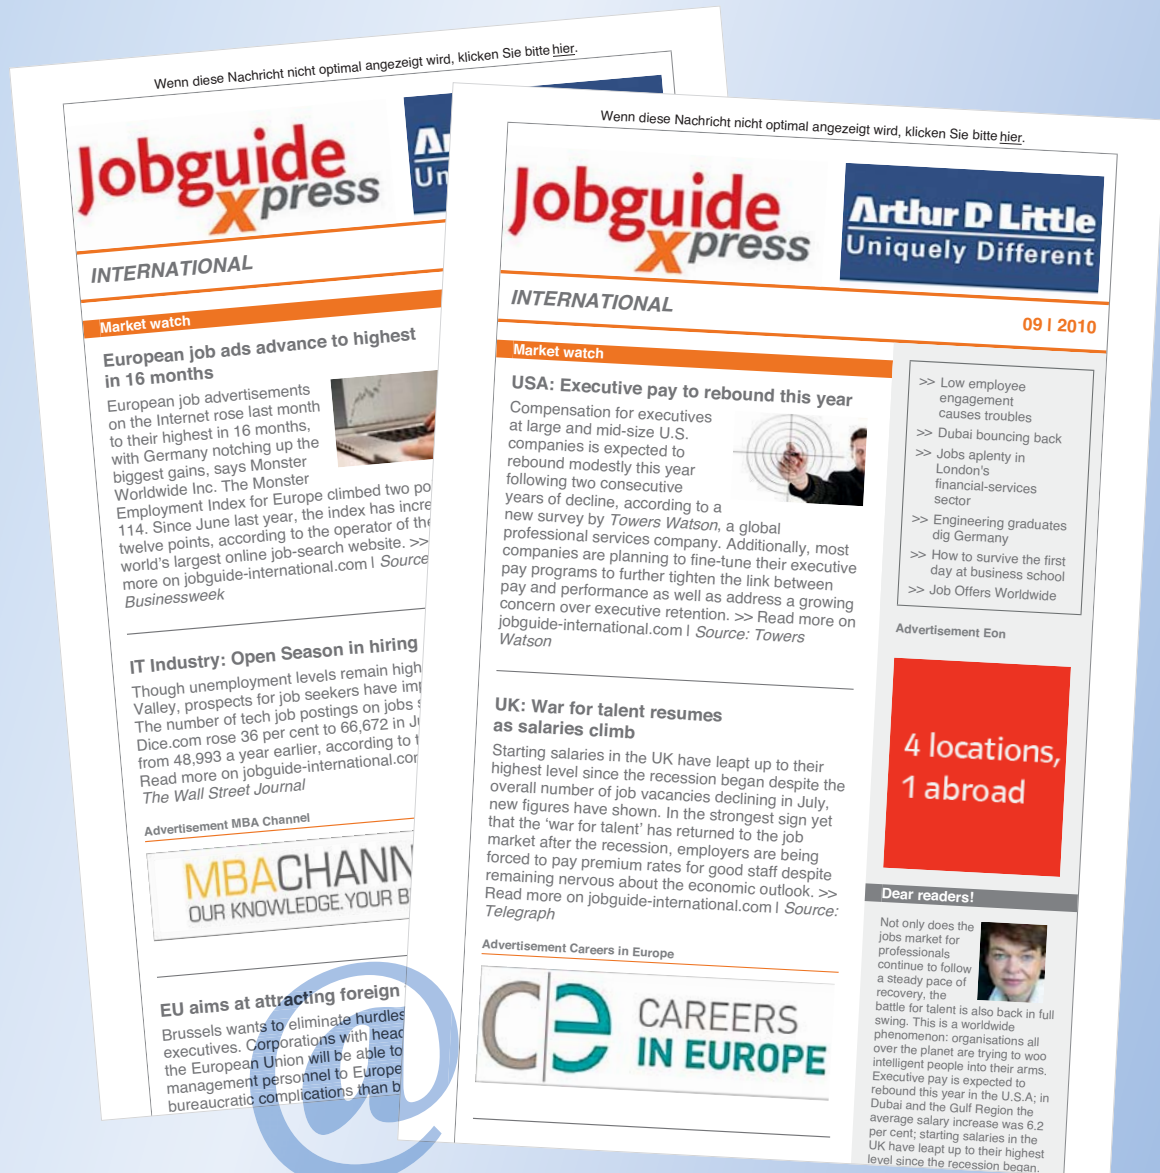 Wenn diese Nachricht nicht optimal angezeigt wird, klicken Sie bitte hier.
Jobguide
xpress
INTERNATIONAL
Market watch
European job ads advance to highest
in 16 months
European job advertisements
on the Internet rose last month
to their highest in 16 months,
with Germany notching up the
biggest gains, says Monster
Worldwide Inc. The Monster
Employment Index for Europe climbed two po
114. Since June last year, the index has incre
twelve points, according to the operator of the
world's largest online job-search website. >>
more on jobguide-international.com | Source
Businessweek
IT Industry: Open Season in hiring
Though unemployment levels remain high
Valley, prospects for job seekers have im
The number of tech job postings on jobs s
Dice.com rose 36 per cent to 66,672 in Ju
from 48,993 a year earlier, according to t
Read more on jobguide-international.com
The Wall Street Journal
Advertisement MBA Channel
MBACHANN
OUR KNOWLEDGE. YOUR B
EU aims at attracting foreign
Brussels wants to eliminate hurdles
executives. Corporations with head
the European Union will be able to
management personnel to Europe
bureaucratic complications than b
@
Wenn diese Nachricht nicht optimal angezeigt wird, klicken Sie bitte hier.
Jobguide
xpress
Arthur D Little
Uniquely Different
INTERNATIONAL
09 | 2010
Market watch
USA: Executive pay to rebound this year
Compensation for executives
at large and mid-size U.S.
companies is expected to
rebound modestly this year
following two consecutive
years of decline, according to a
new survey by Towers Watson, a global
professional services company. Additionally, most
companies are planning to fine-tune their executive
pay programs to further tighten the link between
pay and performance as well as address a growing
concern over executive retention. >> Read more on
jobguide-international.com | Source: Towers
Watson
UK: War for talent resumes
as salaries climb
Starting salaries in the UK have leapt up to their
highest level since the recession began despite the
overall number of job vacancies declining in July,
new figures have shown. In the strongest sign yet
that the ‘war for talent’ has returned to the job
market after the recession, employers are being
forced to pay premium rates for good staff despite
remaining nervous about the economic outlook. >>
Read more on jobguide-international.com | Source:
Telegraph
Advertisement Careers in Europe
ce
CAREERS
IN EUROPE
>> Low employee
engagement
causes troubles
>> Dubai bouncing back
>> Jobs aplenty in
London's
financial-services
sector
>> Engineering graduates
dig Germany
>> How to survive the first
day at business school
>> Job Offers Worldwide
Advertisement Eon
4 locations,
1 abroad
Dear readers!
Not only does the
jobs market for
professionals
continue to follow
a steady pace of
recovery, the
battle for talent is also back in full
swing. This is a worldwide
phenomenon: organisations all
over the planet are trying to woo
intelligent people into their arms.
Executive pay is expected to
rebound this year in the U.S.A; in
Dubai and the Gulf Region the
average salary increase was 6.2
per cent; starting salaries in the
UK have leapt up to their highest
level since the recession began.